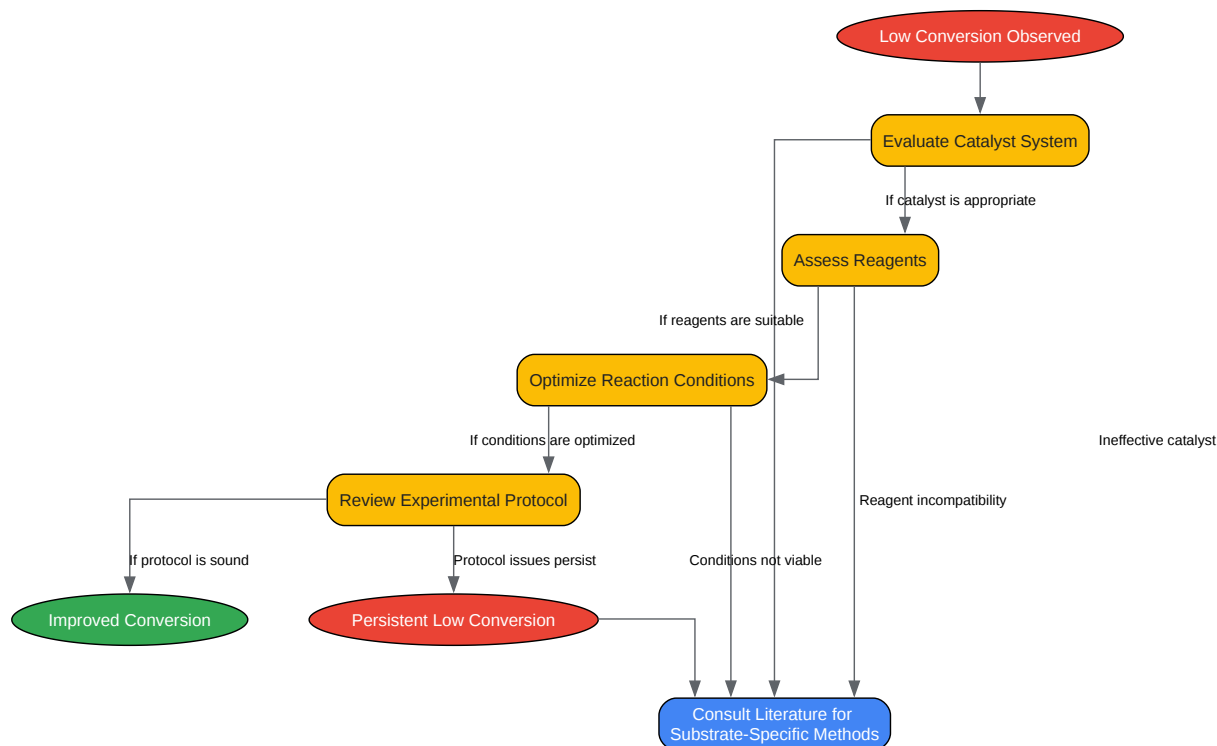 Low Conversion Observed
Evaluate Catalyst System
If catalyst is appropriate
Assess Reagents
If reagents are suitable
Optimize Reaction Conditions
If conditions are optimized
Ineffective catalyst
Review Experimental Protocol
Reagent incompatibility
If protocol is sound
Protocol issues persist
Conditions not viable
Improved Conversion
Persistent Low Conversion
Consult Literature for
Substrate-Specific Methods